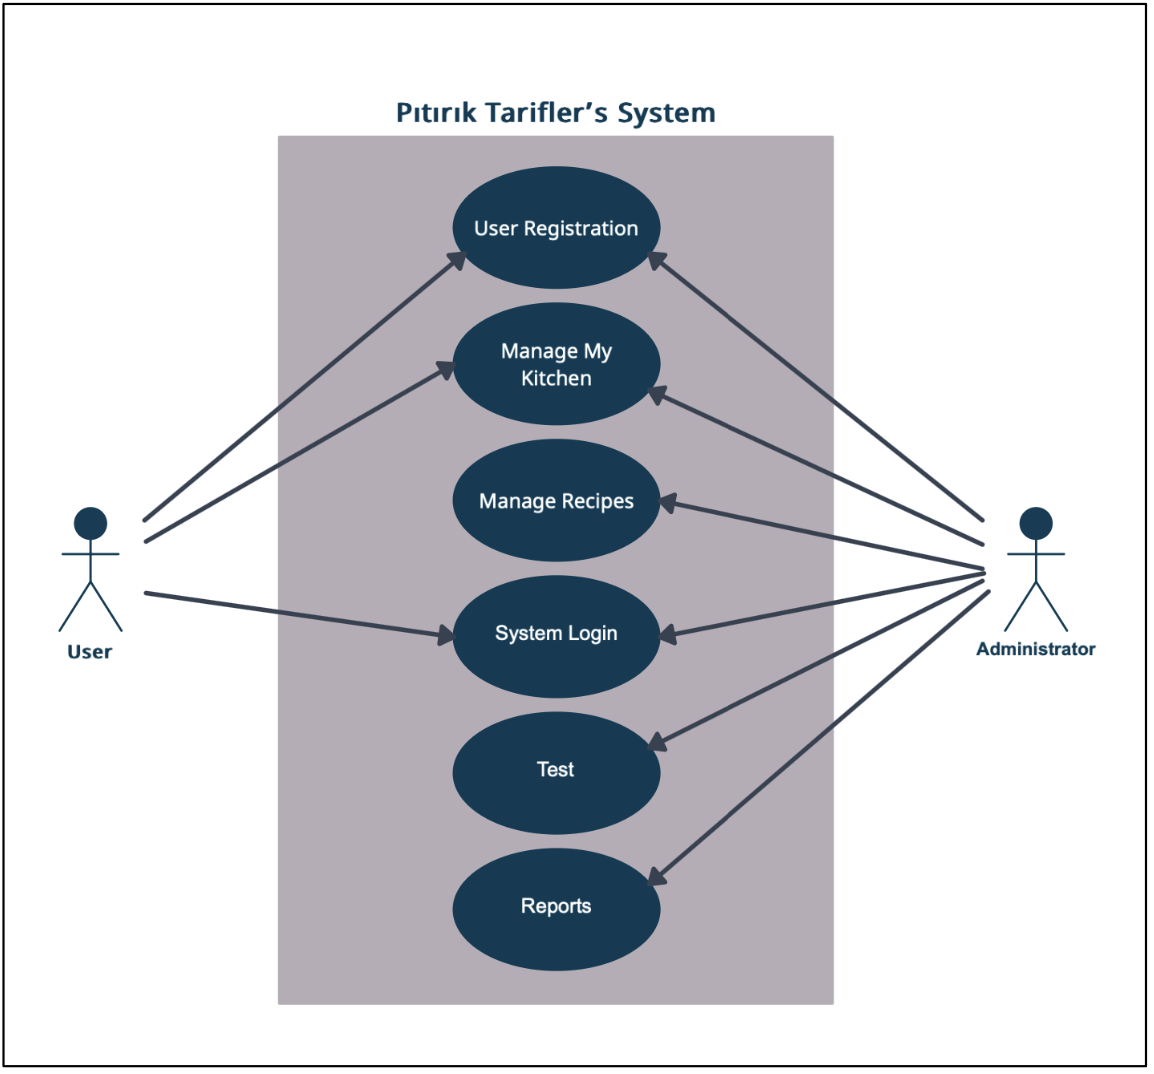 Pıtırık Tarifler’s System
User Registration
Manage My
Kitchen
Manage Recipes
System Login
Test
Reports
User
Administrator